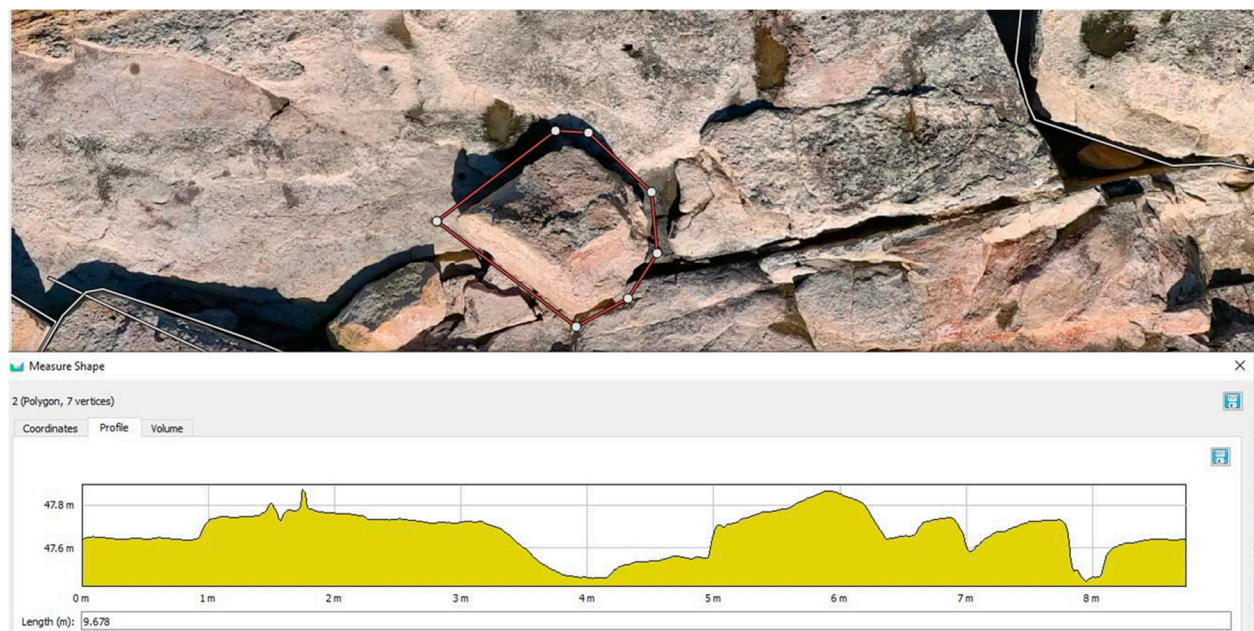 Measure Shape
2 (Polygon, 7 vertices)
Coordinates Profile Volume
47.8 m
47.6 m
0 m 1 m 2 m 3 m 4 m 5 m 6 m 7 m 8 m
Length (m): 9.678